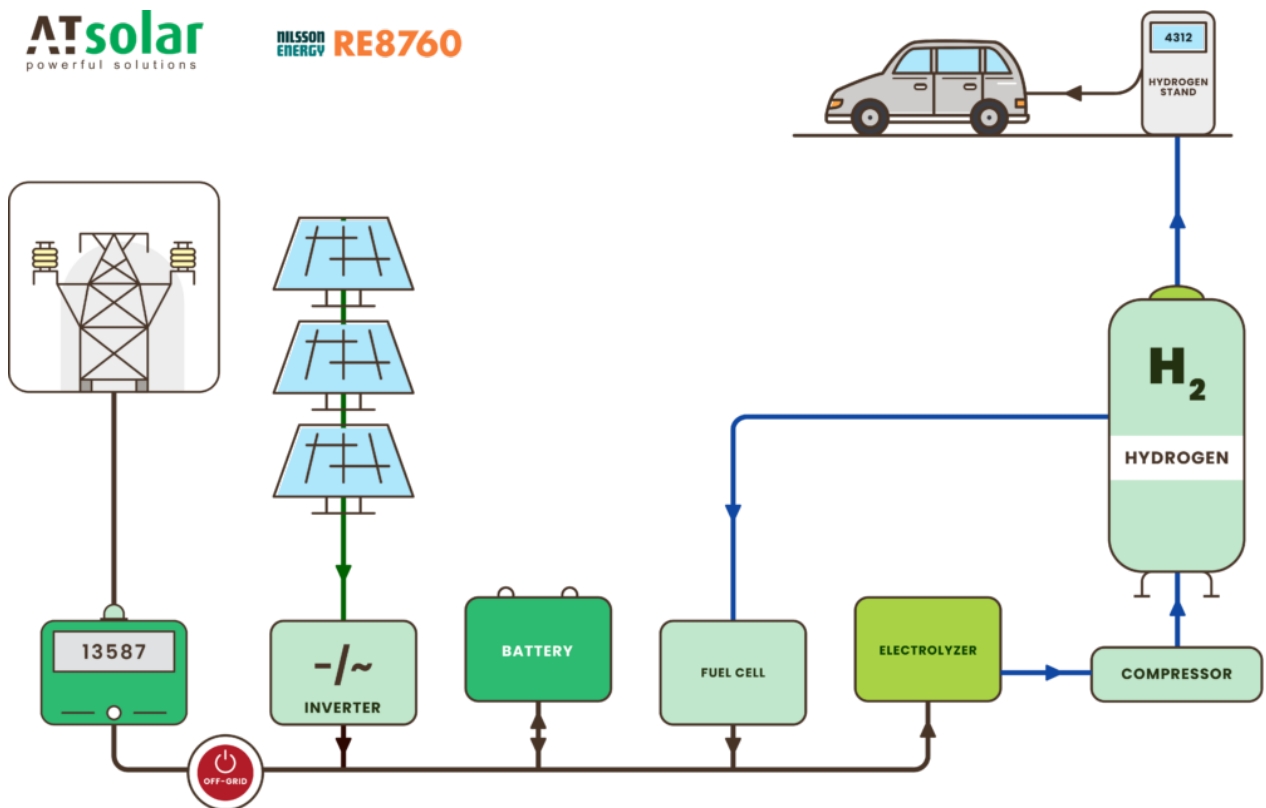 ATsolar
powerful solutions
NILSSON
ENERGY
RE8760
4312
HYDROGEN
STAND
H₂
HYDROGEN
13587
-/~
INVERTER
BATTERY
FUEL CELL
ELECTROLYZER
COMPRESSOR
OFF-GRID